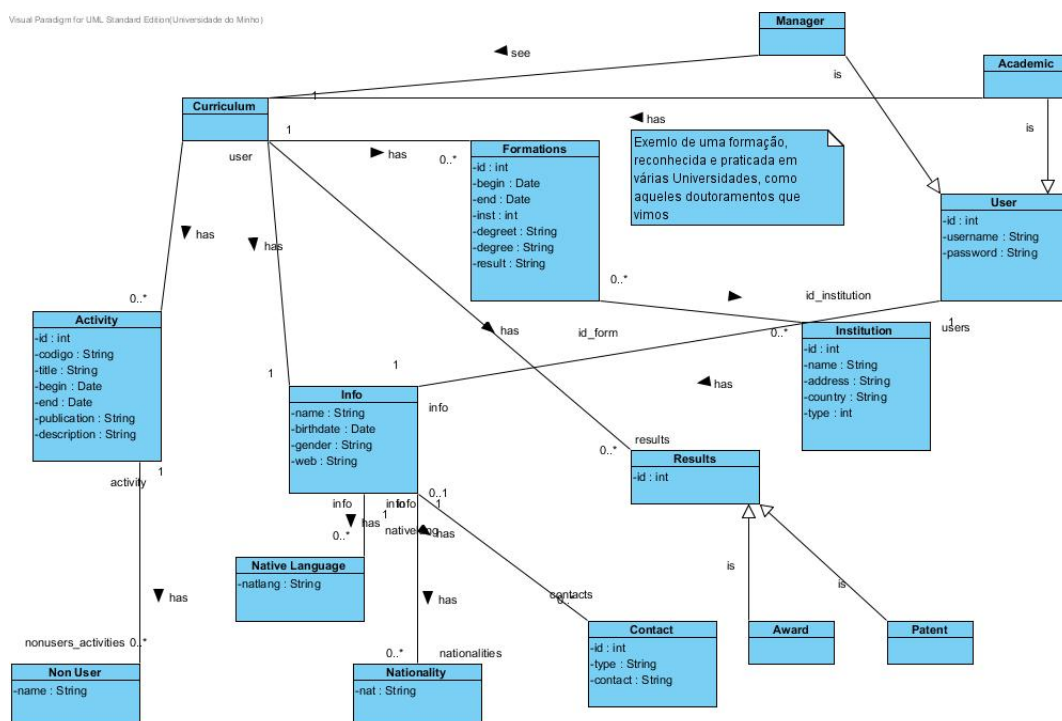 Visual Paradigm for UML Standard Edition(Universidade do Minho)
Manager
see
is
Academic
Curriculum
1
has
is
1
user
has
0..*
Formations
-id : int
-begin : Date
-end : Date
-inst : int
-degreet : String
-degree : String
-result : String
Exemlo de uma formação,
reconhecida e praticada em
várias Universidades, como
aqueles doutoramentos que
vimos
User
-id : int
-username : String
-password : String
has
has
0..*
0..*
id_institution
has
id_form
0..*
1
users
Activity
-id : int
-codigo : String
-title : String
-begin : Date
-end : Date
-publication : String
-description : String
Institution
-id : int
-name : String
-address : String
-country : String
-type : int
1
1
has
Info
-name : String
-birthdate : Date
-gender : String
-web : String
info
results
0..*
Results
-id : int
1
activity
info
info
info
0..1
1
1
has
0..*
nativelang
has
Native Language
-natlang : String
is
is
has
has
contacts
0..*
nonusers_activities
0..*
0..*
nationalities
Non User
-name : String
Nationality
-nat : String
Contact
-id : int
-type : String
-contact : String
Award
Patent